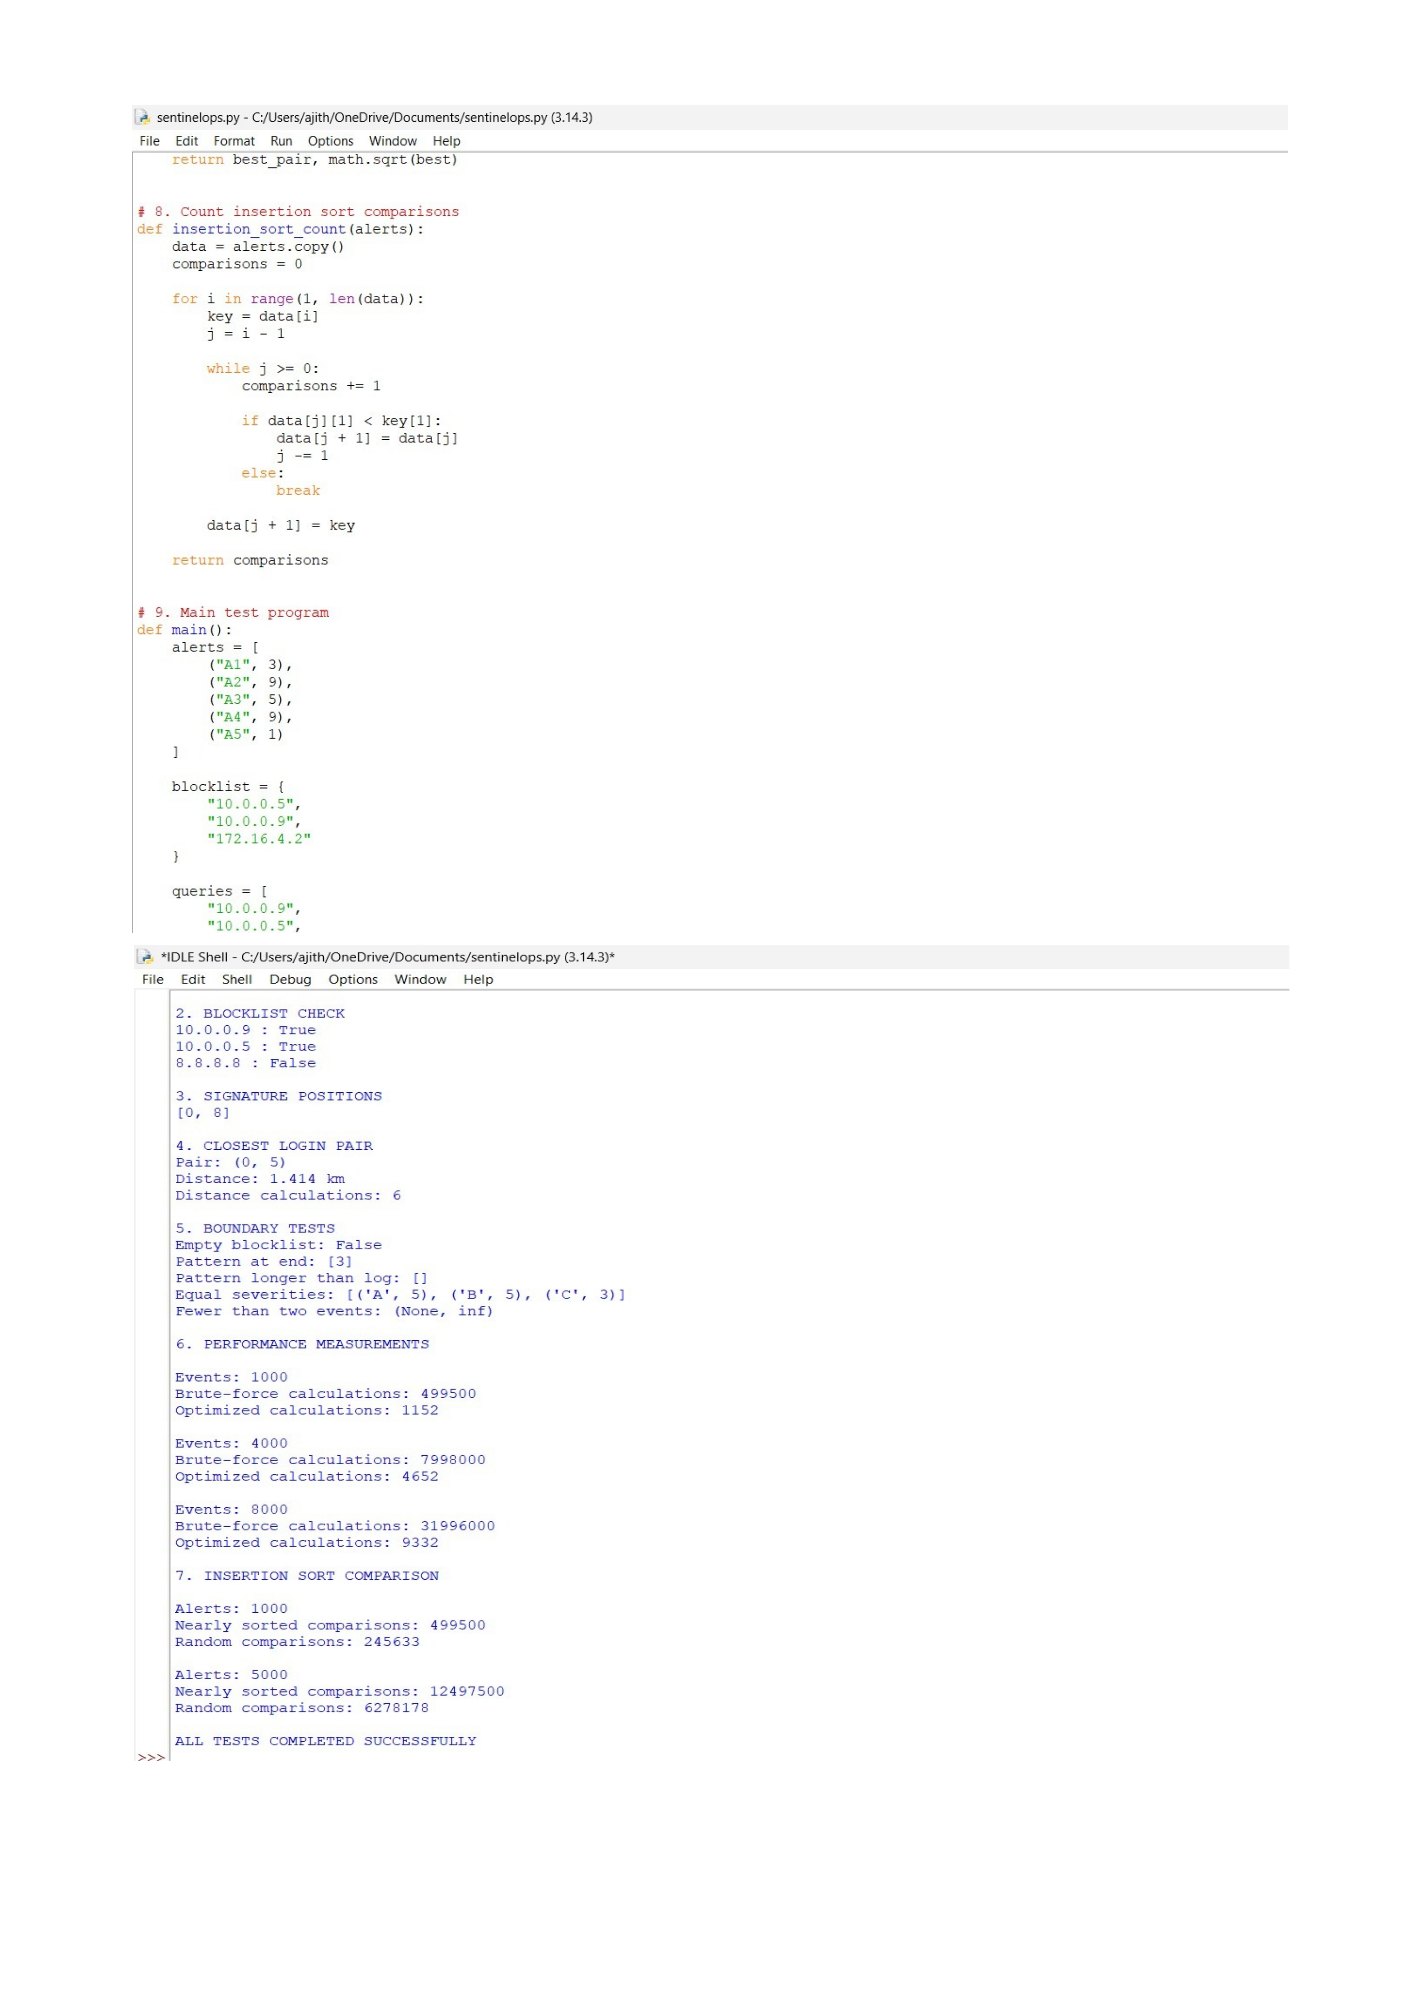 sentinelops.py - C:/Users/ajith/OneDrive/Documents/sentinelops.py (3.14.3)
File Edit Format Run Options Window Help
    return best_pair, math.sqrt(best)
# 8. Count insertion sort comparisons
def insertion_sort_count(alerts):
    data = alerts.copy()
    comparisons = 0
    for i in range(1, len(data)):
        key = data[i]
        j = i - 1
        while j >= 0:
            comparisons += 1
            if data[j][1] < key[1]:
                data[j + 1] = data[j]
                j -= 1
            else:
                break
        data[j + 1] = key
    return comparisons
# 9. Main test program
def main():
    alerts = [
        ("A1", 3),
        ("A2", 9),
        ("A3", 5),
        ("A4", 9),
        ("A5", 1)
    ]
    blocklist = {
        "10.0.0.5",
        "10.0.0.9",
        "172.16.4.2"
    }
    queries = [
        "10.0.0.9",
        "10.0.0.5",
*IDLE Shell - C:/Users/ajith/OneDrive/Documents/sentinelops.py (3.14.3)*
File Edit Shell Debug Options Window Help
2. BLOCKLIST CHECK
10.0.0.9 : True
10.0.0.5 : True
8.8.8.8 : False
3. SIGNATURE POSITIONS
[0, 8]
4. CLOSEST LOGIN PAIR
Pair: (0, 5)
Distance: 1.414 km
Distance calculations: 6
5. BOUNDARY TESTS
Empty blocklist: False
Pattern at end: [3]
Pattern longer than log: []
Equal severities: [('A', 5), ('B', 5), ('C', 3)]
Fewer than two events: (None, inf)
6. PERFORMANCE MEASUREMENTS
Events: 1000
Brute-force calculations: 499500
Optimized calculations: 1152
Events: 4000
Brute-force calculations: 7998000
Optimized calculations: 4652
Events: 8000
Brute-force calculations: 31996000
Optimized calculations: 9332
7. INSERTION SORT COMPARISON
Alerts: 1000
Nearly sorted comparisons: 499500
Random comparisons: 245633
Alerts: 5000
Nearly sorted comparisons: 12497500
Random comparisons: 6278178
ALL TESTS COMPLETED SUCCESSFULLY
>>>